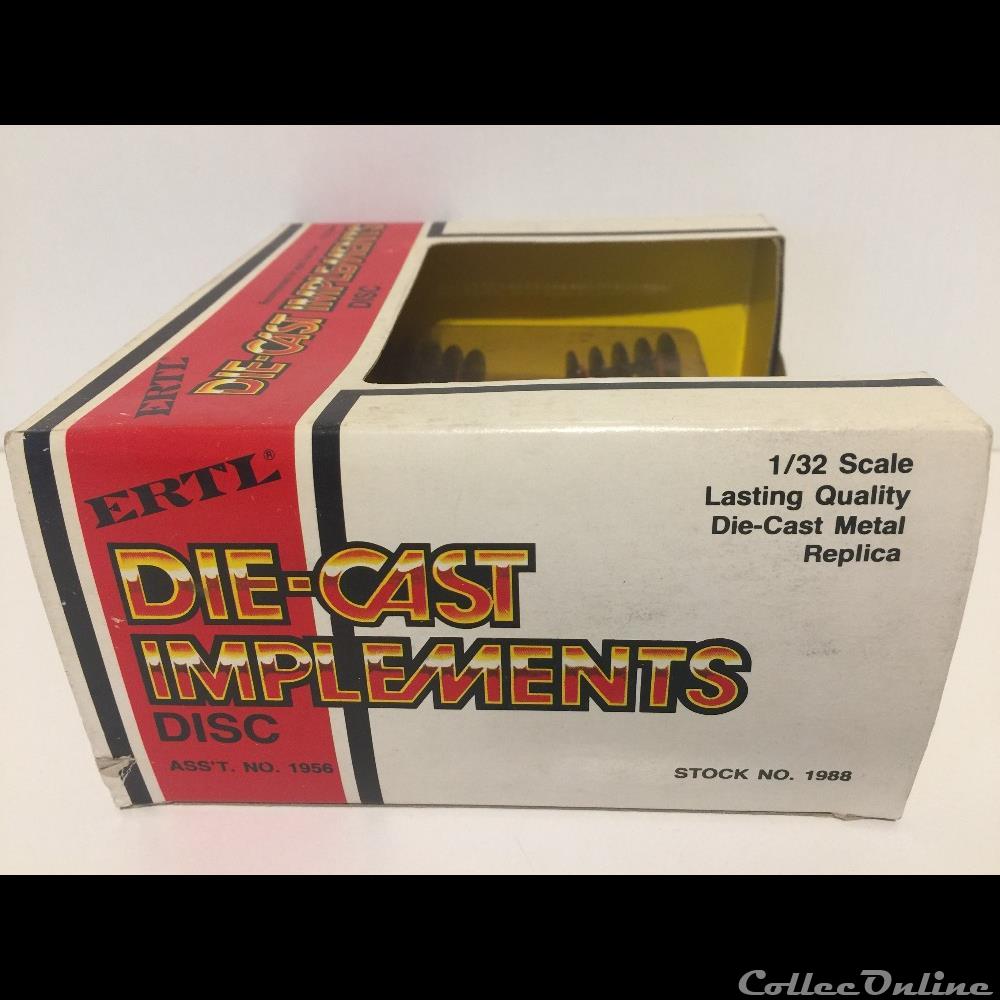 ERTL
DIE-CAST IMPLEMENTS
DISC
ERTL®
DIE-CAST
IMPLEMENTS
DISC
ASS'T. NO. 1956
1/32 Scale
Lasting Quality
Die-Cast Metal
Replica
STOCK NO. 1988
CollecOnline